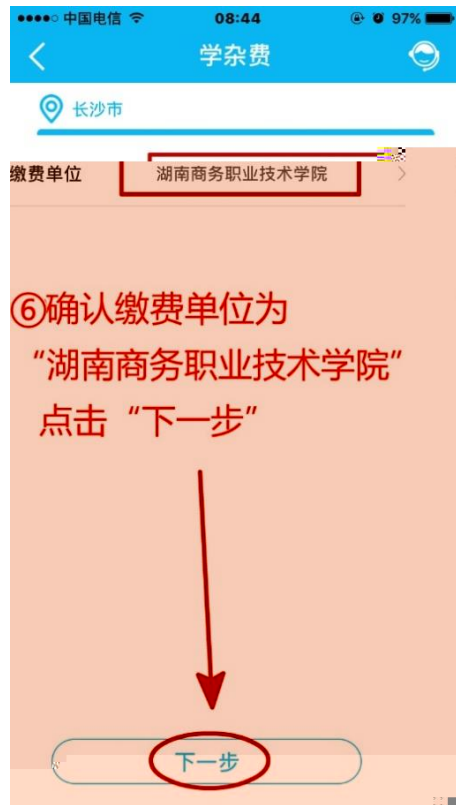 中国电信 08:44 97%
学杂费
长沙市
缴费单位 湖南商务职业技术学院
⑥确认缴费单位为
“湖南商务职业技术学院”
点击“下一步”
下一步